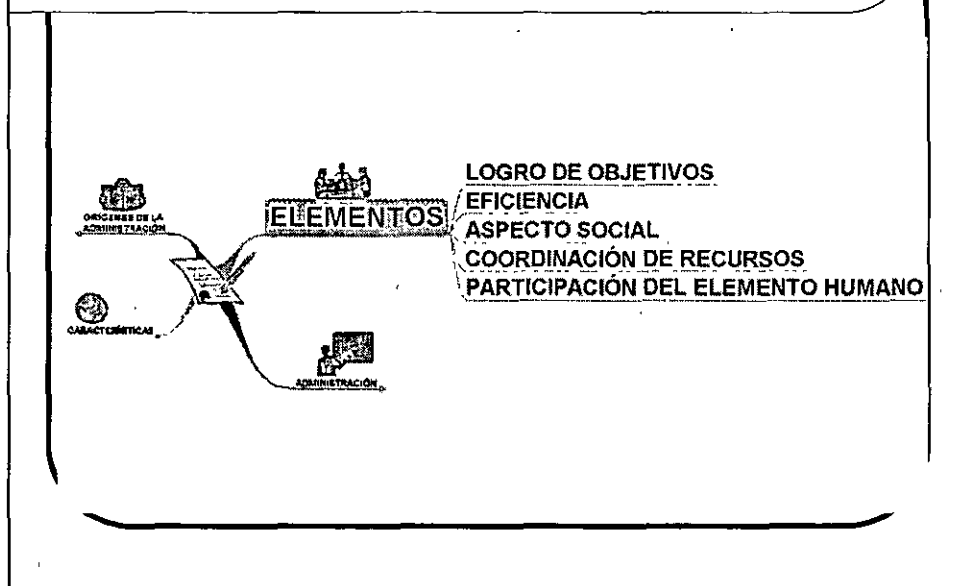 ORÍGENES DE LA
ADMINISTRACIÓN
CARACTERÍSTICAS
ELEMENTOS
LOGRO DE OBJETIVOS
EFICIENCIA
ASPECTO SOCIAL
COORDINACIÓN DE RECURSOS
PARTICIPACIÓN DEL ELEMENTO HUMANO
ADMINISTRACIÓN